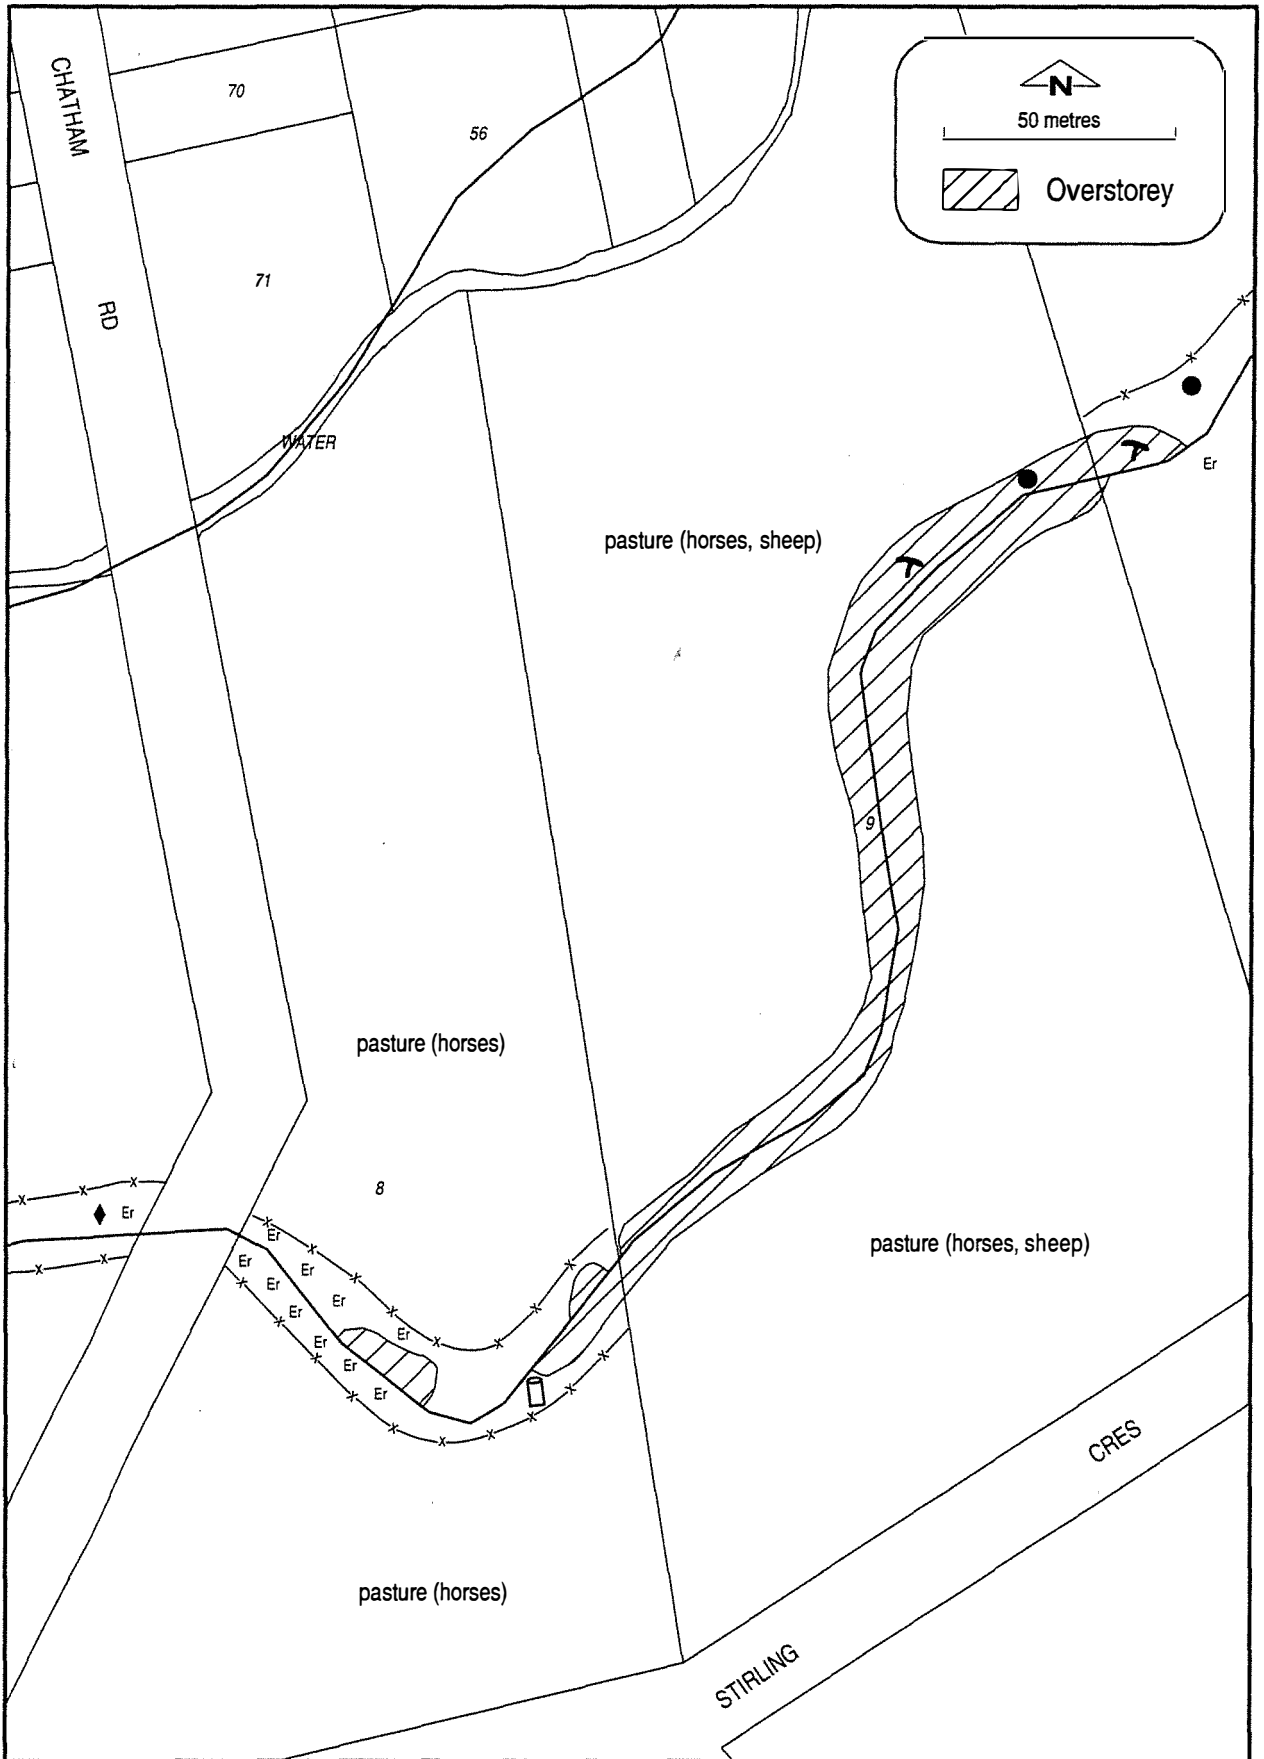 CHATHAM
RD
70
56
71
WATER
N
50 metres
Overstorey
Er
pasture (horses, sheep)
9
pasture (horses)
8
Er
Er
Er
Er
Er
Er
Er
Er
Er
Er
Er
pasture (horses, sheep)
pasture (horses)
STIRLING
CRES